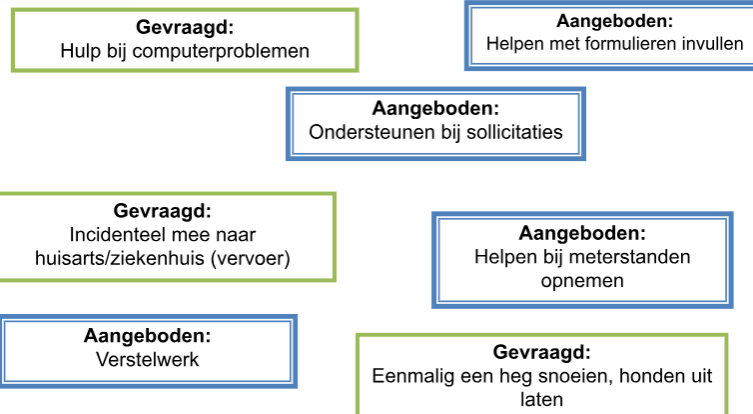 Gevraagd:
Hulp bij computerproblemen
Aangeboden:
Helpen met formulieren invullen
Aangeboden:
Ondersteunen bij sollicitaties
Gevraagd:
Incidenteel mee naar
huisarts/ziekenhuis (vervoer)
Aangeboden:
Helpen bij meterstanden
opnemen
Aangeboden:
Verstelwerk
Gevraagd:
Eenmalig een heg snoeien, honden uit
laten